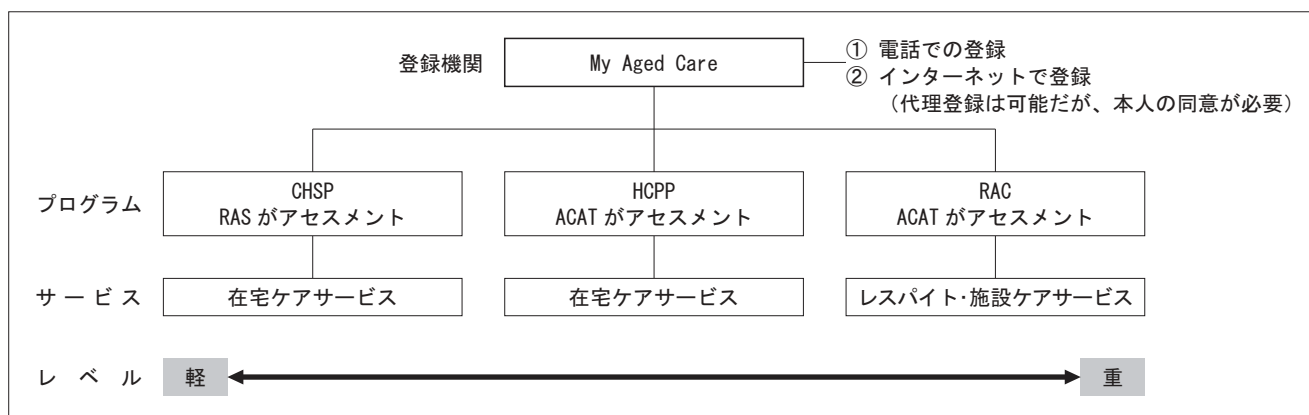 登録機関
My Aged Care
① 電話での登録
② インターネットで登録
（代理登録は可能だが、本人の同意が必要）
プログラム
CHSP
RAS がアセスメント
HCPP
ACAT がアセスメント
RAC
ACAT がアセスメント
サービス
在宅ケアサービス
在宅ケアサービス
レスパイト・施設ケアサービス
レベル
軽
重